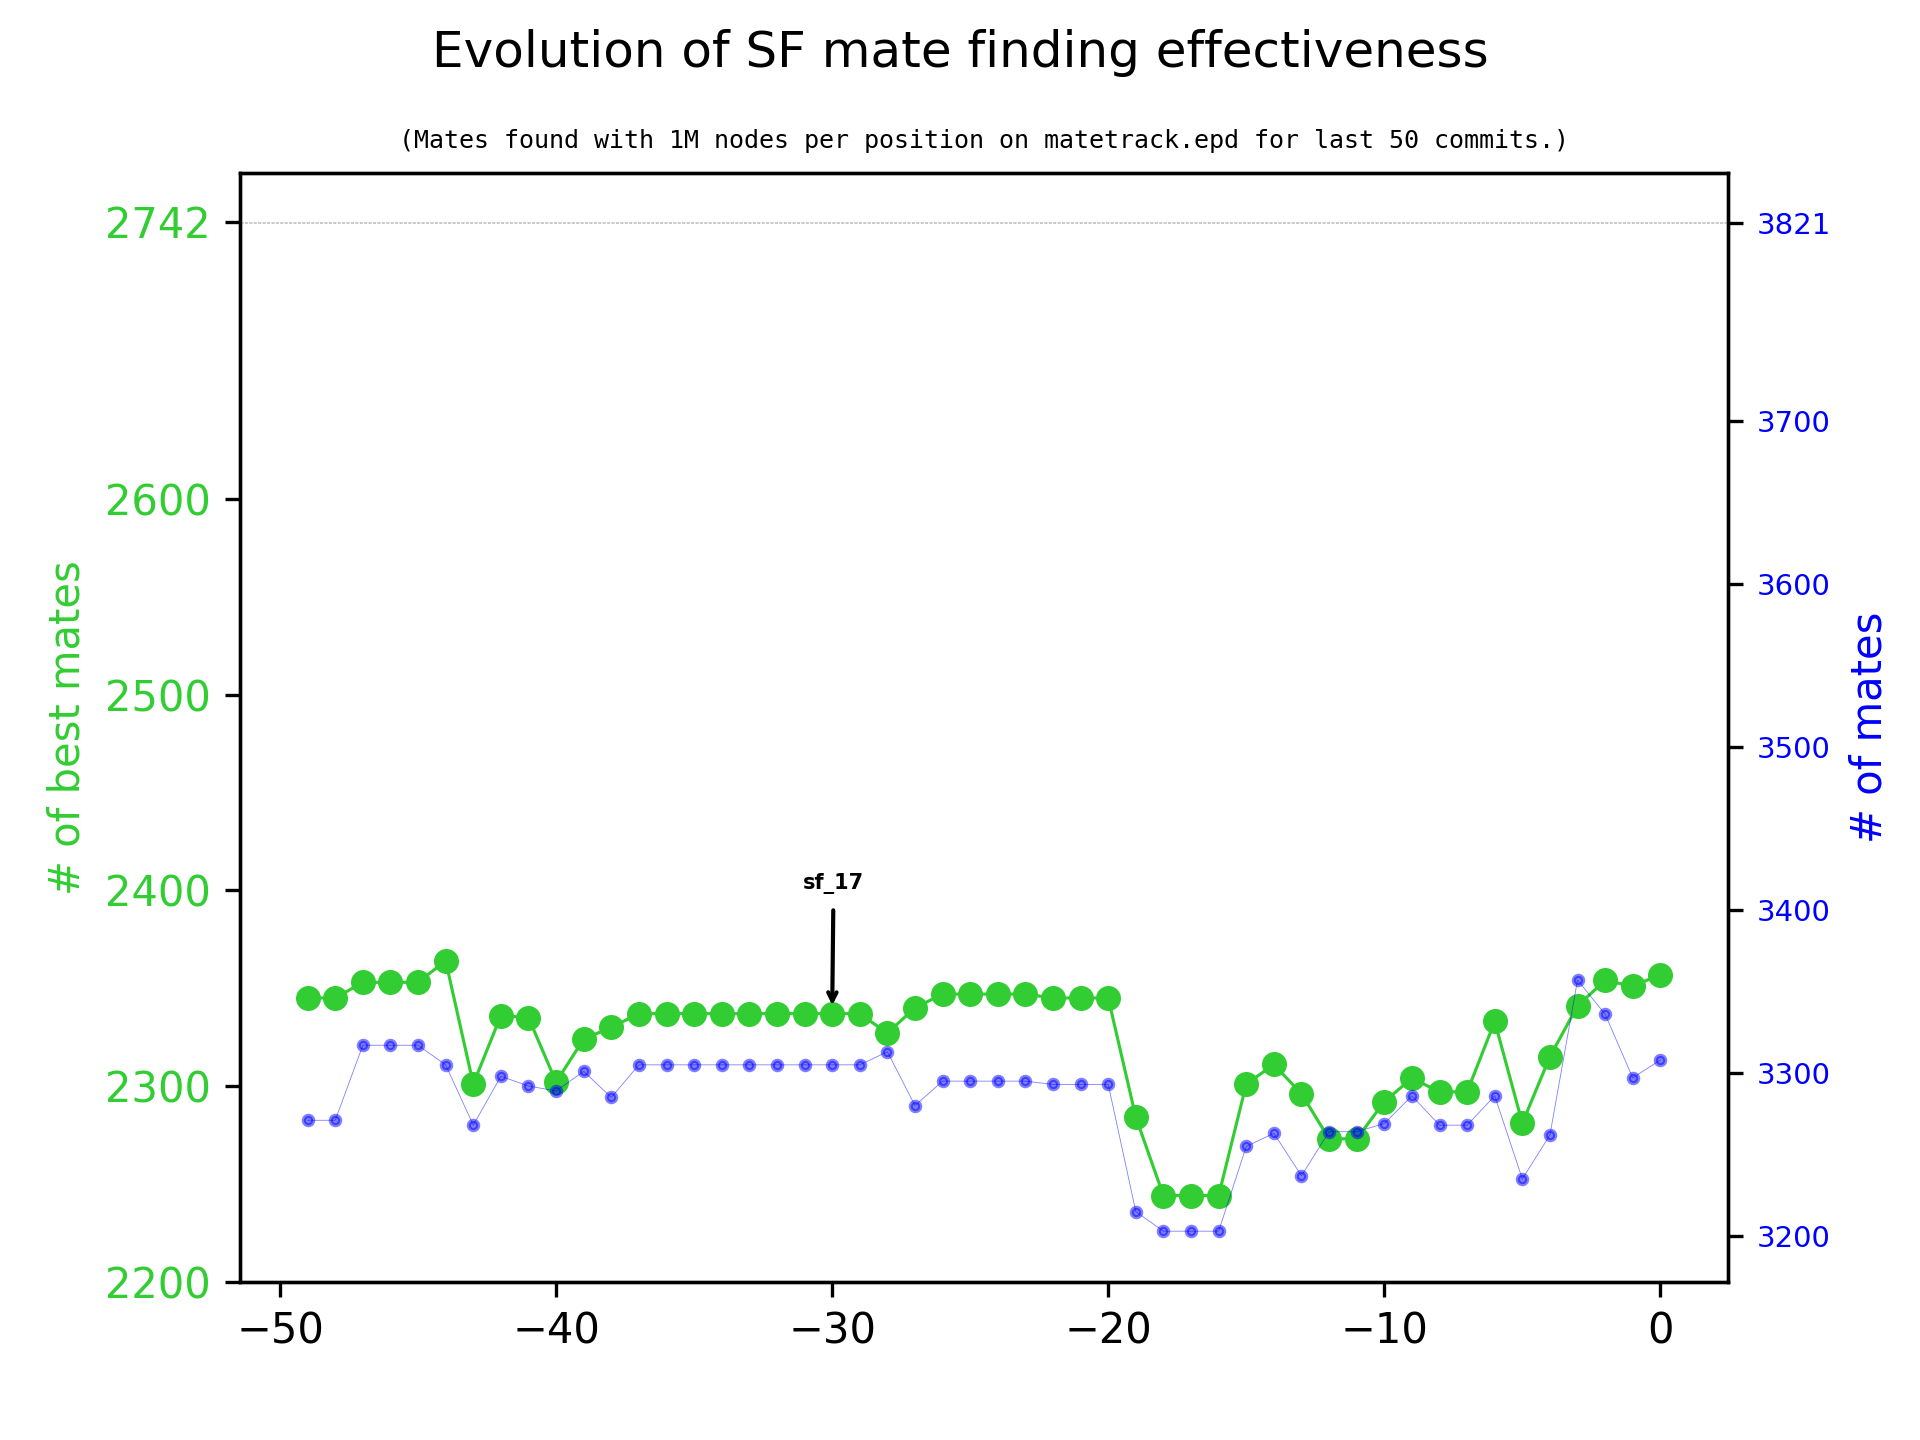 Evolution of SF mate finding effectiveness
(Mates found with 1M nodes per position on matetrack.epd for last 50 commits.)
# of best mates
2742
2600
2500
2400
2300
2200
sf_17
3821
3700
3600
3500
3400
3300
3200
# of mates
−50 −40 −30 −20 −10 0